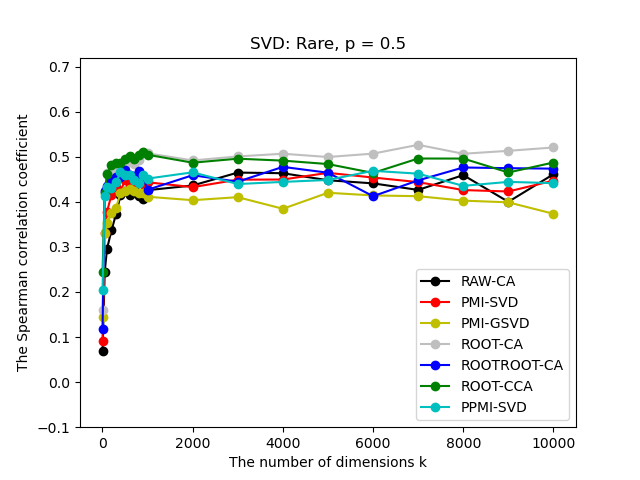 SVD: Rare, p = 0.5
The Spearman correlation coefficient
0.7
0.6
0.5
0.4
0.3
0.2
0.1
0.0
−0.1
RAW-CA
PMI-SVD
PMI-GSVD
ROOT-CA
ROOTROOT-CA
ROOT-CCA
PPMI-SVD
0 2000 4000 6000 8000 10000
The number of dimensions k